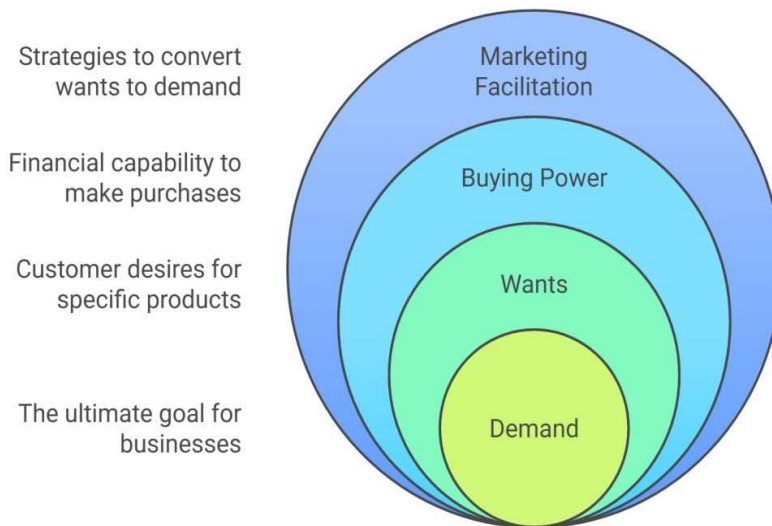 Strategies to convert
wants to demand
Marketing
Facilitation
Financial capability to
make purchases
Buying Power
Customer desires for
specific products
Wants
The ultimate goal for
businesses
Demand